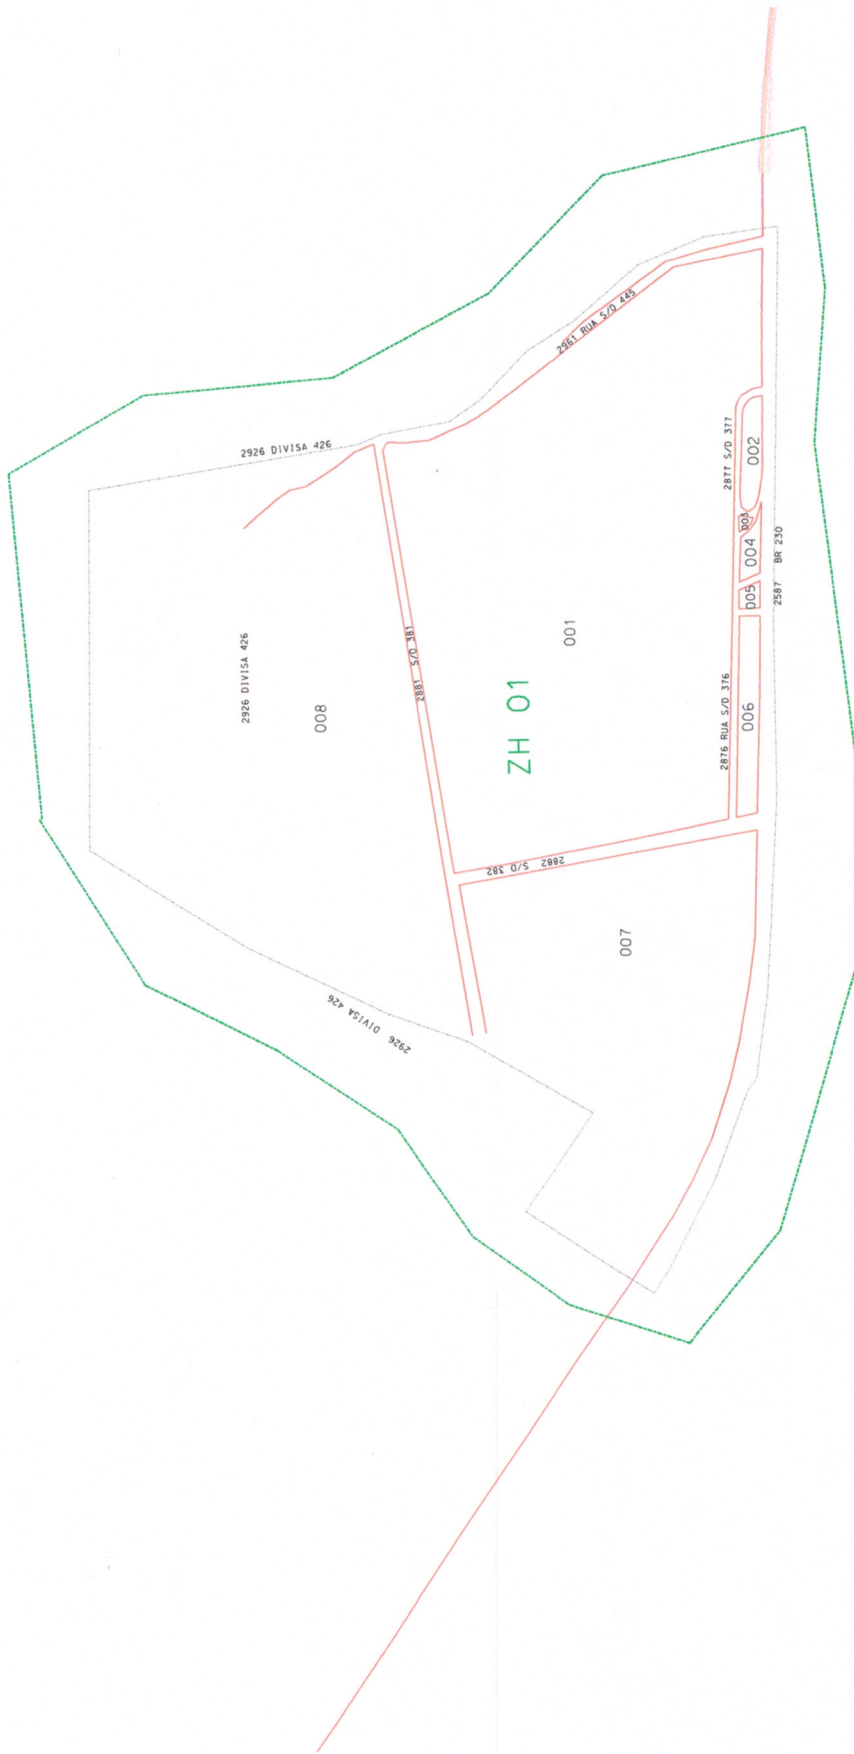 2961 RUA S/D 445
2926 DIVISA 426
2877 S/D 377
002
003
004
2587 BR 230
005
001
2881 S/D 381
2926 DIVISA 426
008
ZH 01
2876 RUA S/D 376
006
2882 S/D 382
007
2926 DIVISA 426